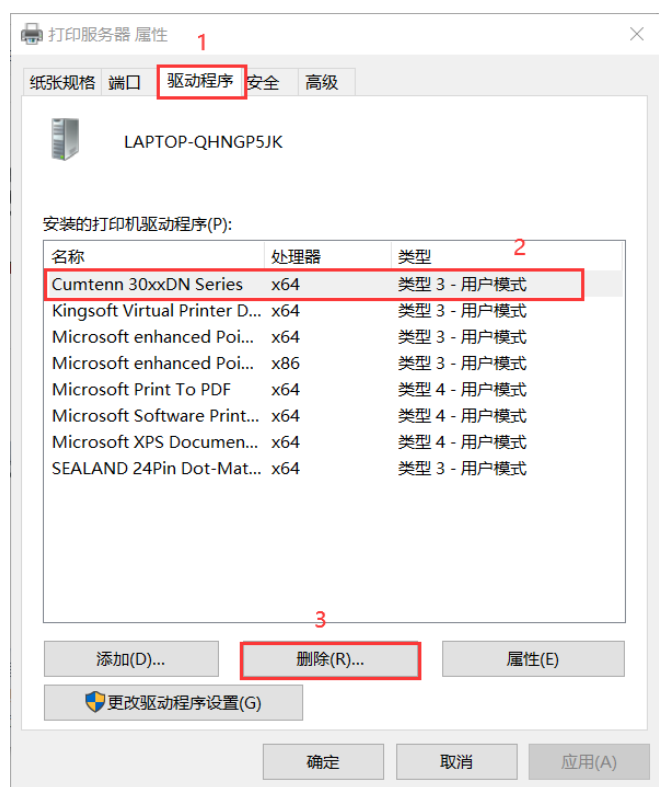 打印服务器 属性
1
纸张规格 端口 驱动程序 安全 高级
LAPTOP-QHNGP5JK
安装的打印机驱动程序(P):
2
名称 处理器 类型
Cumtenn 30xxDN Series x64 类型 3 - 用户模式
Kingsoft Virtual Printer D... x64 类型 3 - 用户模式
Microsoft enhanced Poi... x64 类型 3 - 用户模式
Microsoft enhanced Poi... x86 类型 3 - 用户模式
Microsoft Print To PDF x64 类型 4 - 用户模式
Microsoft Software Print... x64 类型 4 - 用户模式
Microsoft XPS Documen... x64 类型 4 - 用户模式
SEALAND 24Pin Dot-Mat... x64 类型 3 - 用户模式
3
添加(D)... 删除(R)... 属性(E)
更改驱动程序设置(G)
确定 取消 应用(A)